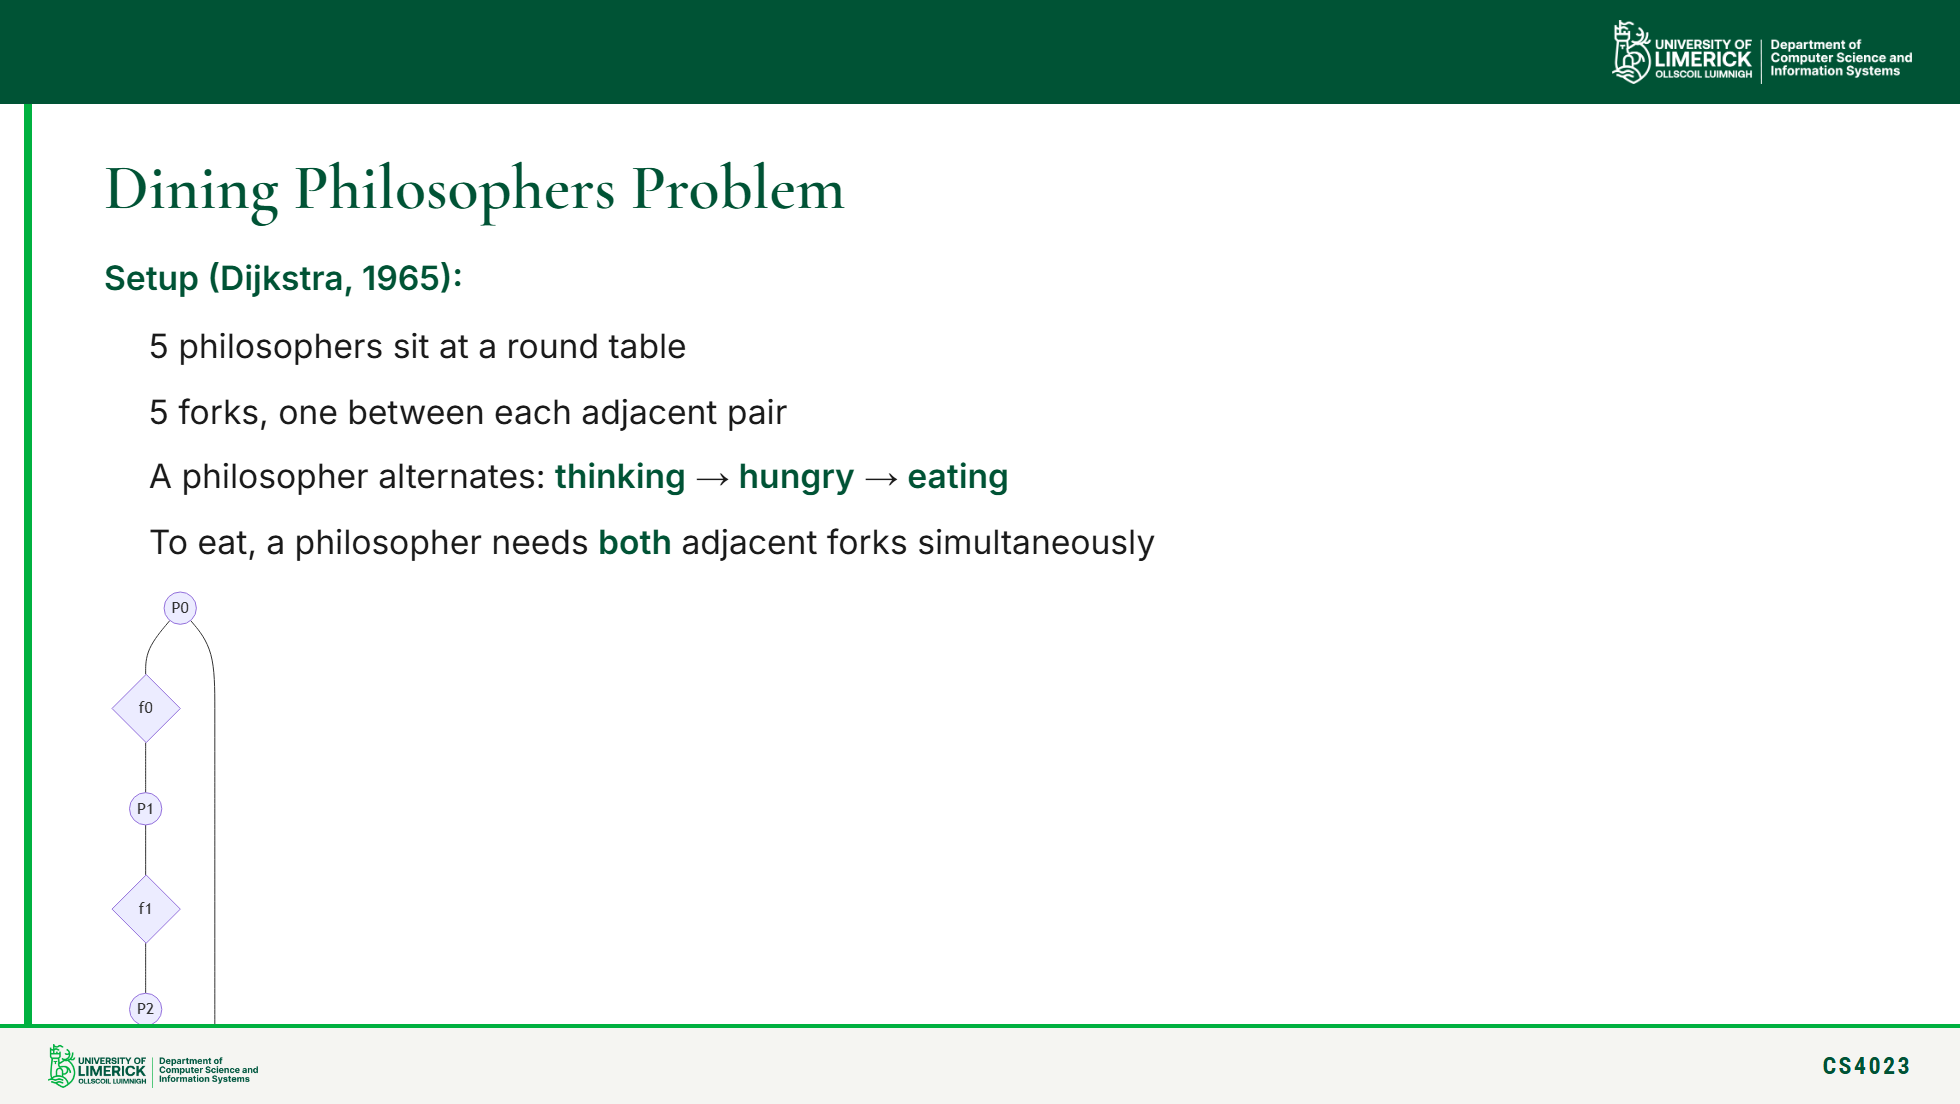 UNIVERSITY OF
LIMERICK
OLLSCOIL LUIMNIGH
Department of
Computer Science and
Information Systems
Dining Philosophers Problem
Setup (Dijkstra, 1965):
5 philosophers sit at a round table
5 forks, one between each adjacent pair
A philosopher alternates: thinking → hungry → eating
To eat, a philosopher needs both adjacent forks simultaneously
P0
f0
P1
f1
P2
UNIVERSITY OF
LIMERICK
OLLSCOIL LUIMNIGH
Department of
Computer Science and
Information Systems
CS4023